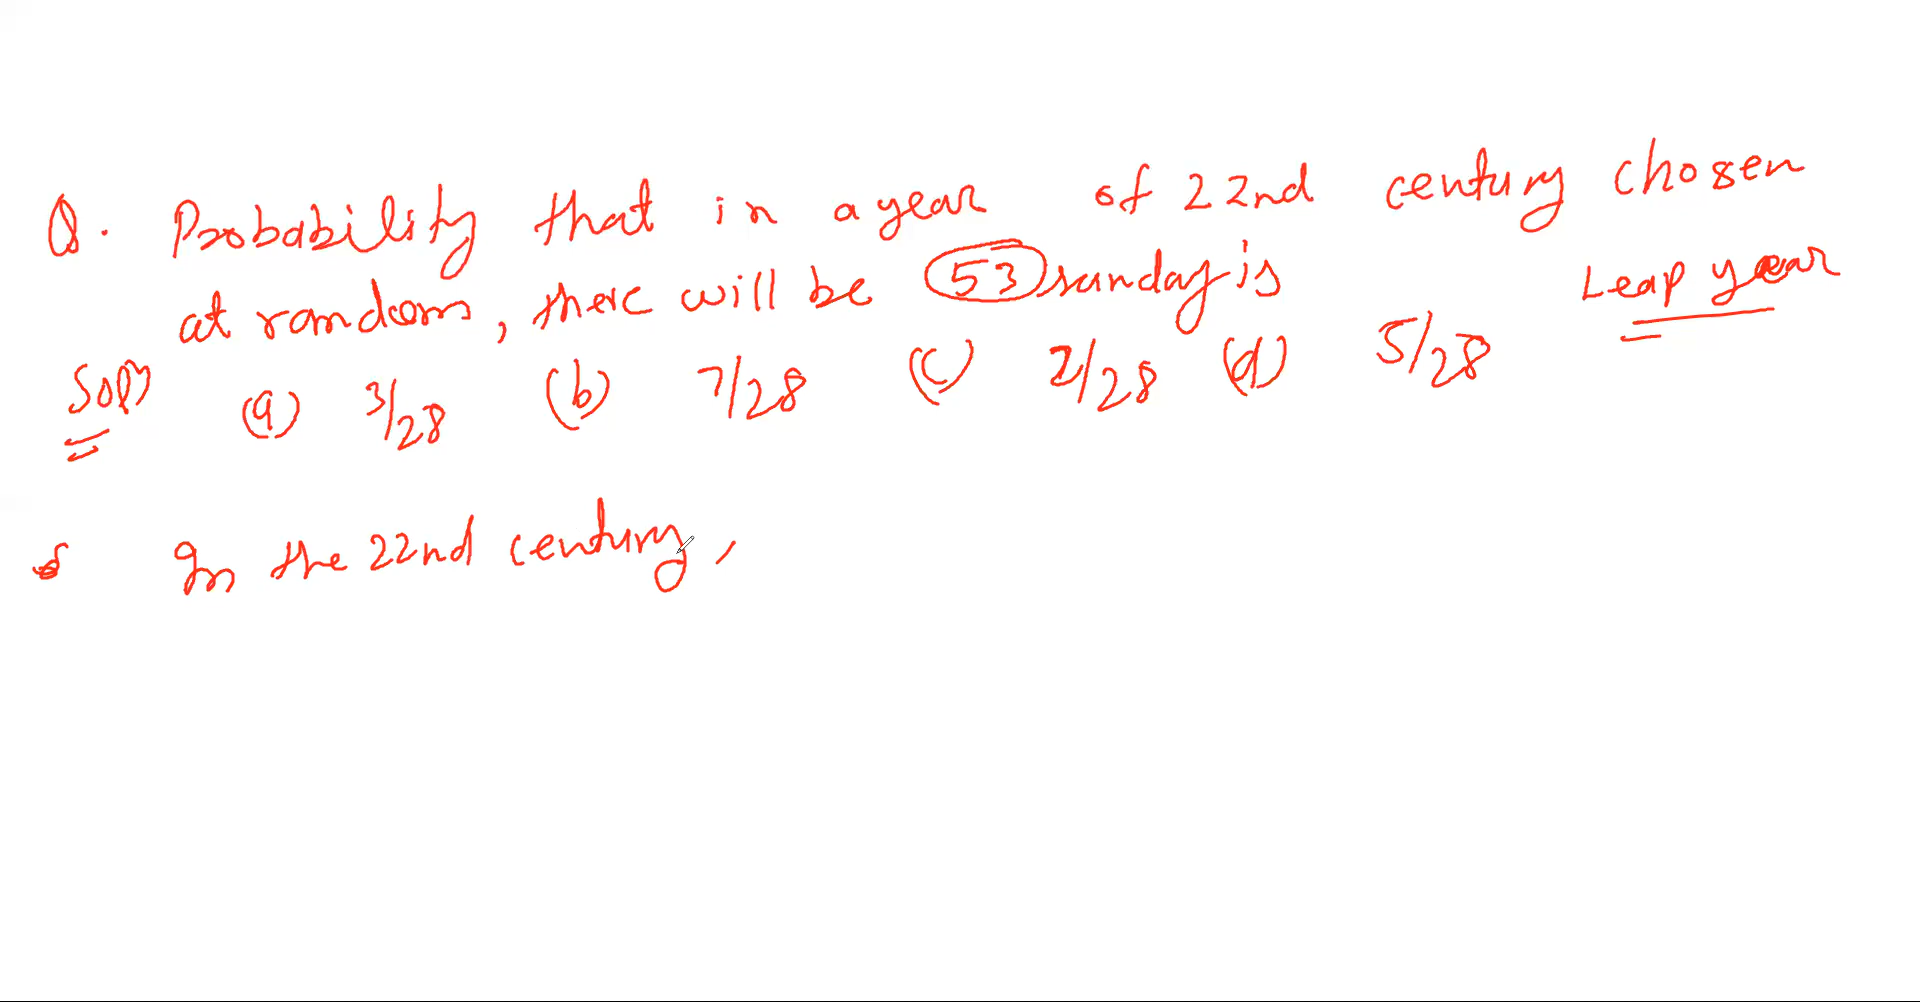 Q. Probability that in a year of 22nd century chosen
at random, there will be 53 sunday is
Leap year
Soln (a) 3/28 (b) 7/28 (c) 2/28 (d) 5/28
In the 22nd century,